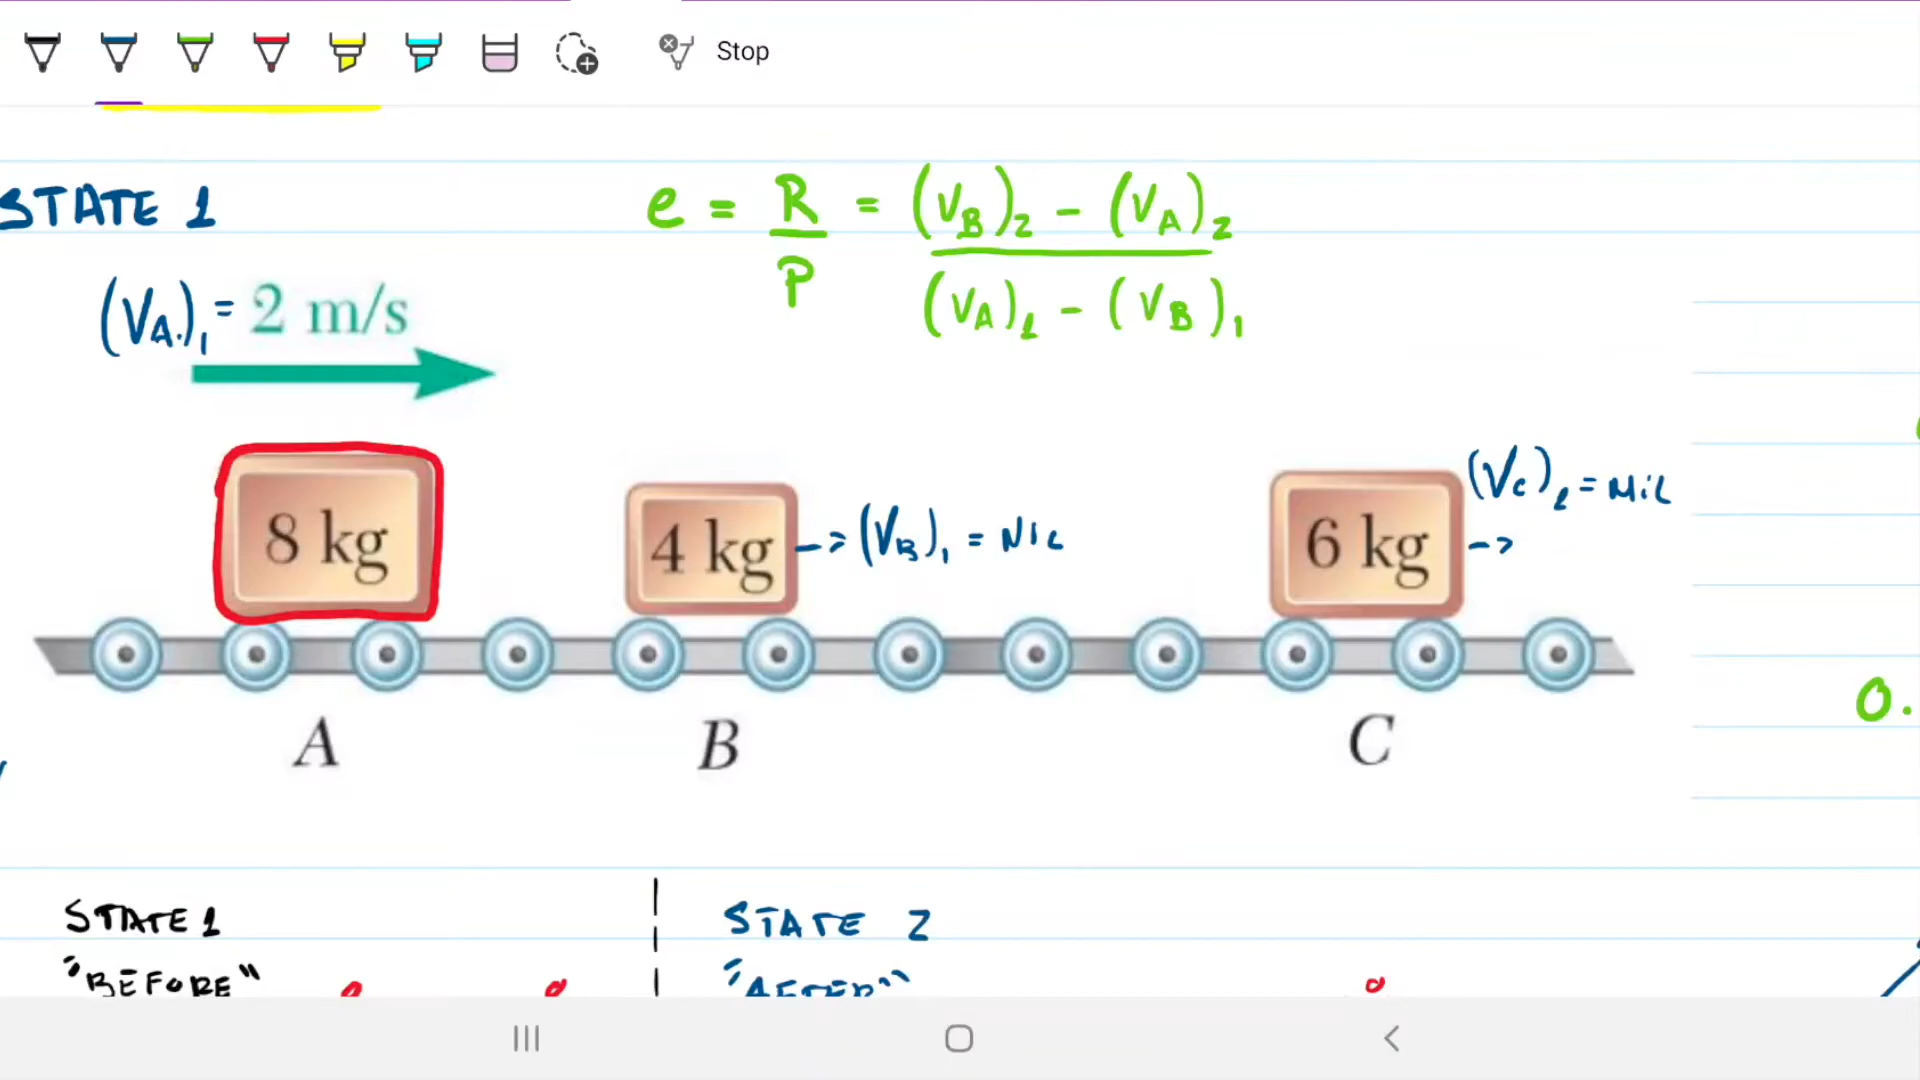 Stop
STATE 1
e = R/P = (VB)2 - (VA)2 / (VA)1 - (VB)1
(VA)1 = 2 m/s
(Vc)1 = NiL
8 kg
4 kg
-> (VB)1 = NiL
6 kg
->
A
B
C
0.
STATE 1
STATE 2
"BEFORE"
"AFTER"